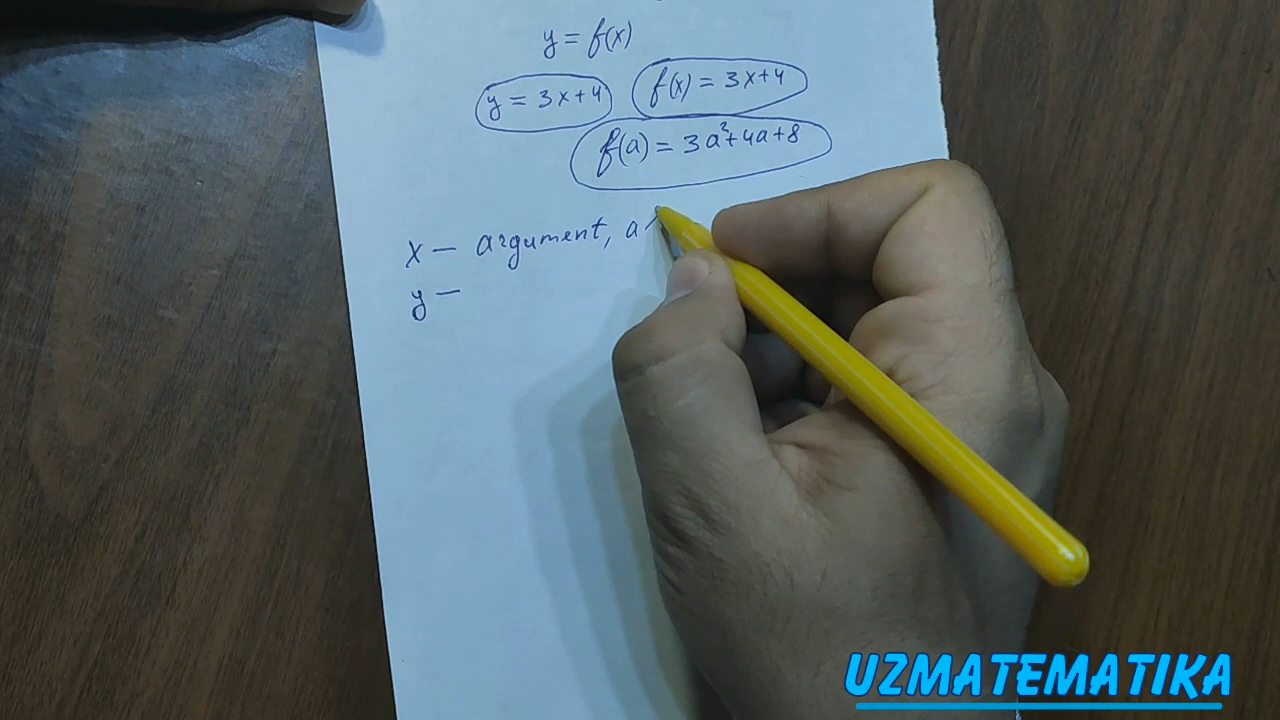 y = f(x)
y = 3x+4 f(x) = 3x+4
f(a) = 3a²+4a+8
x – argument, a
y –
UZMATEMATIKA